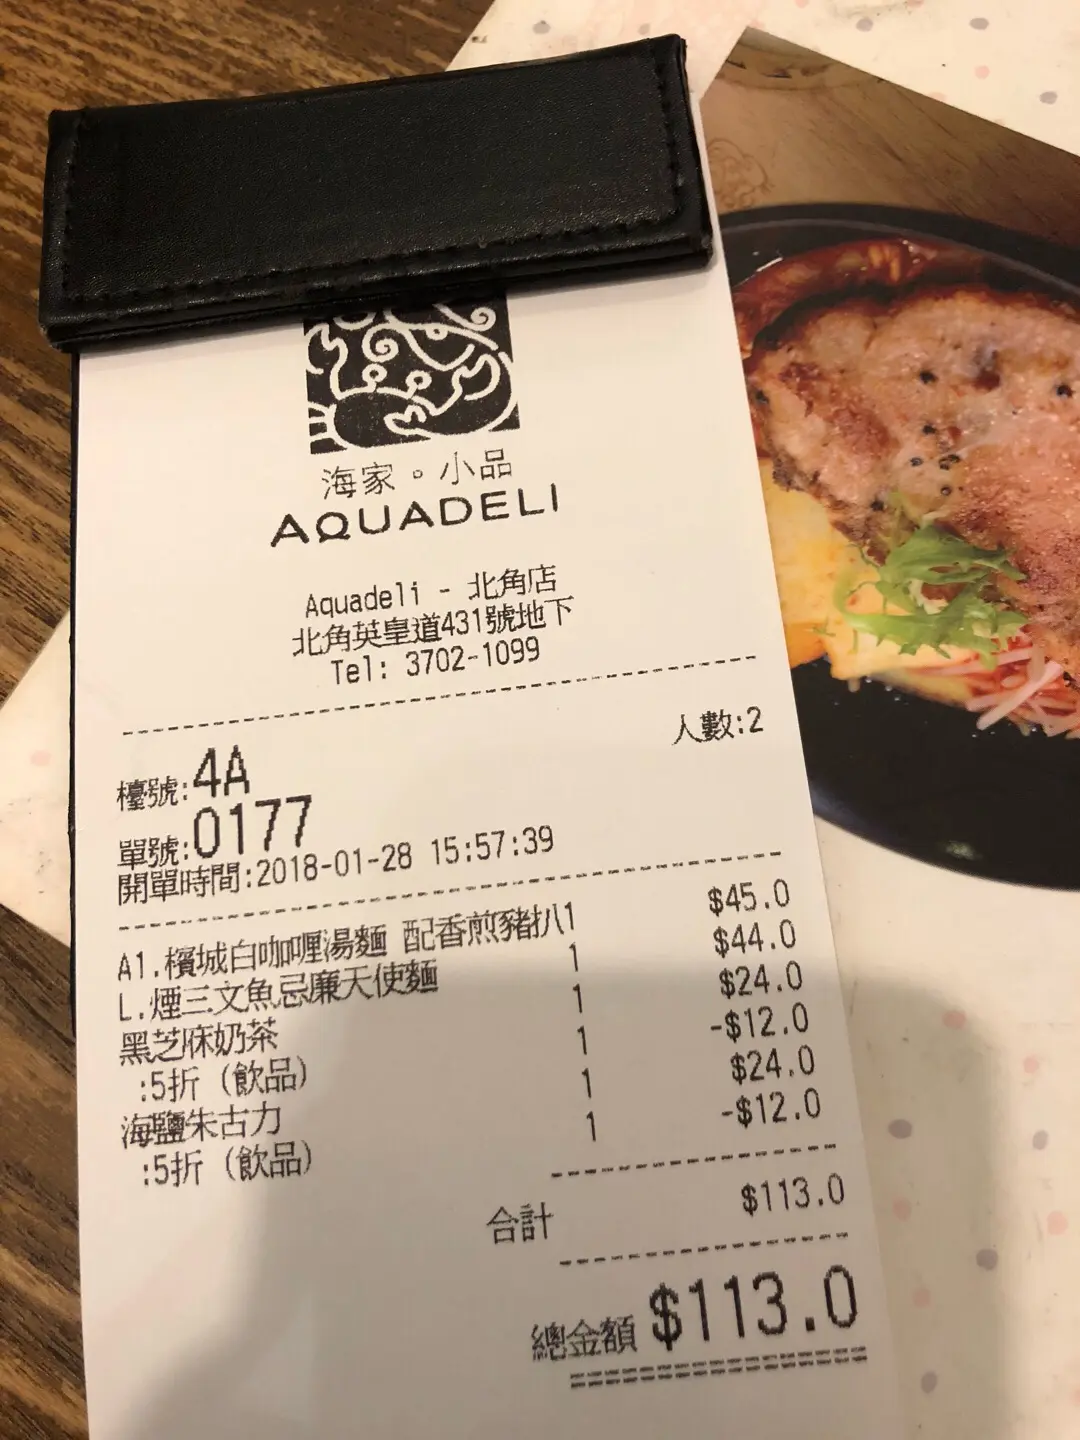 海家。小品
AQUADELI
Aquadeli - 北角店
北角英皇道431號地下
Tel: 3702-1099
人數:2
檯號:4A
單號:0177
開單時間:2018-01-28 15:57:39
A1.檳城白咖喱湯麵 配香煎豬扒1 $45.0
L.煙三文魚忌廉天使麵 1 $44.0
黑芝麻奶茶 1 $24.0
:5折 (飲品) 1 -$12.0
海鹽朱古力 1 $24.0
:5折 (飲品) 1 -$12.0
合計 $113.0
總金額 $113.0